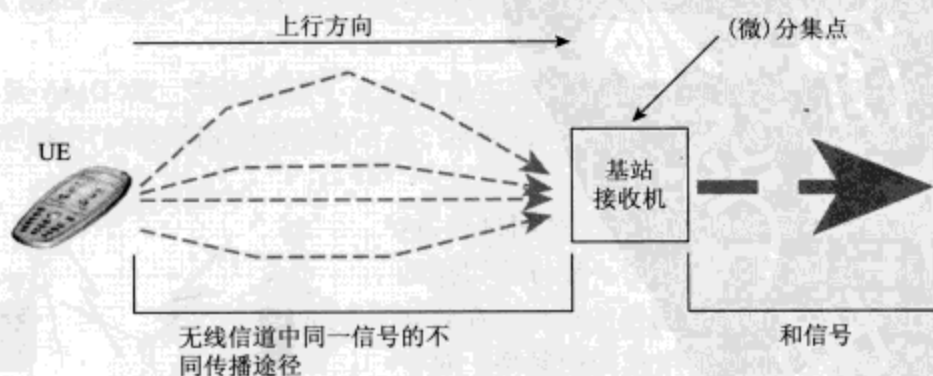 上行方向
(微)分集点
UE
基站
接收机
无线信道中同一信号的不
同传播途径
和信号